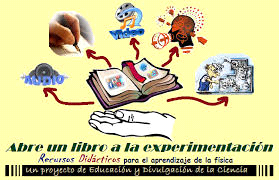 Video
AUDIO
Abre un libro a la experimentación
Recursos Didácticos para el aprendizaje de la física
un proyecto de Educación y Divulgación de la Ciencia